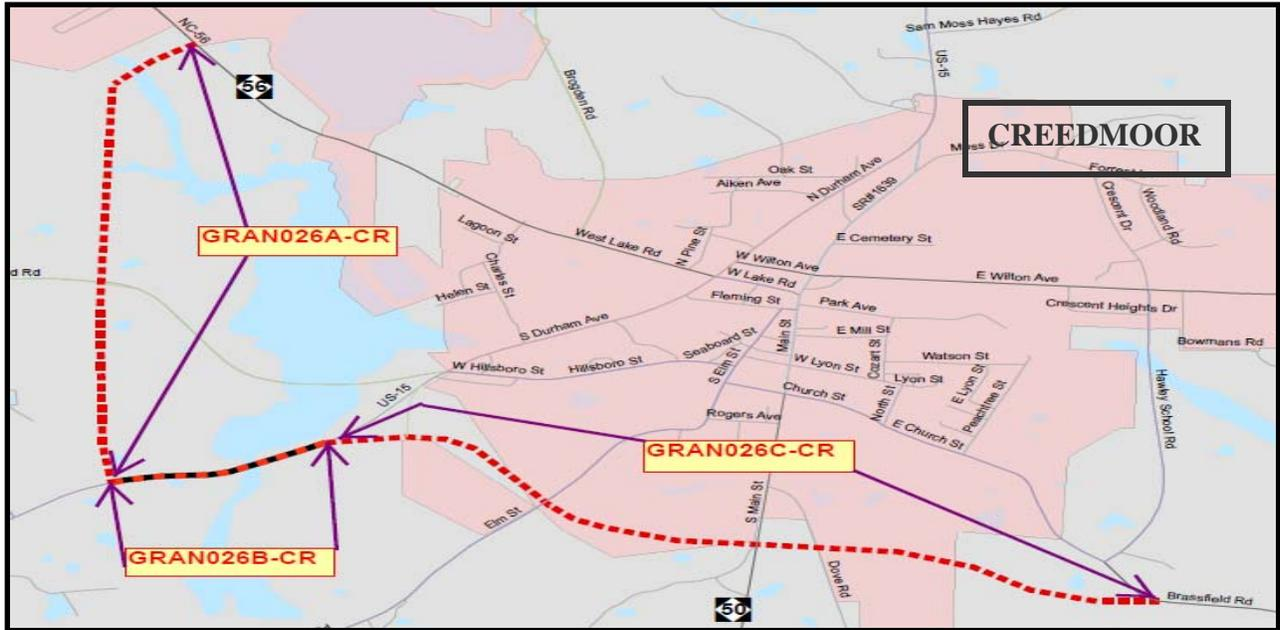 NC-56
Sam Moss Hayes Rd
US-15
56
Brogden Rd
CREEDMOOR
Moss Dr
Oak St
Aiken Ave
N Durham Ave
SR#1639
Crescent Dr
Woodland Rd
Lagoon St
West Lake Rd
N Pine St
E Cemetery St
GRAN026A-CR
W Wilton Ave
W Lake Rd
E Wilton Ave
d Rd
Charles St
Helen St
Fleming St
Park Ave
Crescent Heights Dr
S Durham Ave
Main St
E Mill St
Cozart St
Bowmans Rd
Seaboard St
W Hillsboro St
Hillsboro St
S Elm St
W Lyon St
Watson St
Lyon St
E Lyon St
Peachtree St
US-15
Church St
North St
Hawley School Rd
Rogers Ave
E Church St
GRAN026C-CR
S Main St
Elm St
GRAN026B-CR
Dove Rd
50
Brassfield Rd